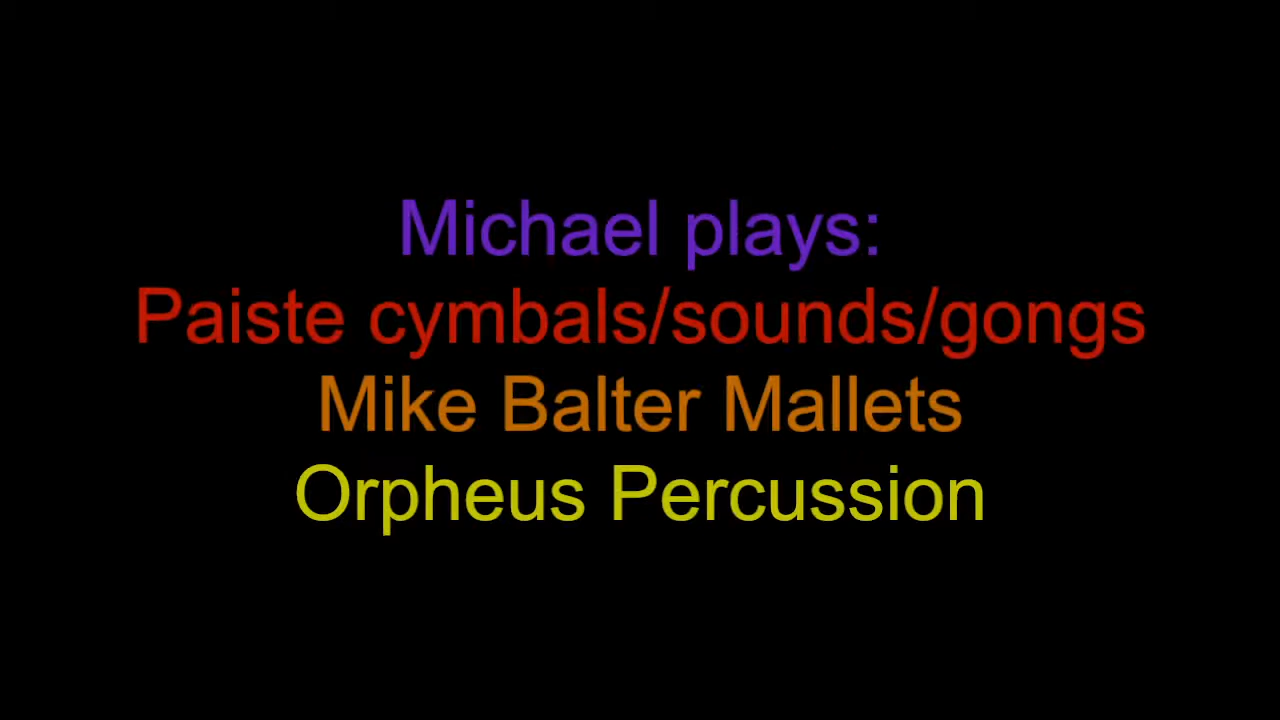 Michael plays:
Paiste cymbals/sounds/gongs
Mike Balter Mallets
Orpheus Percussion